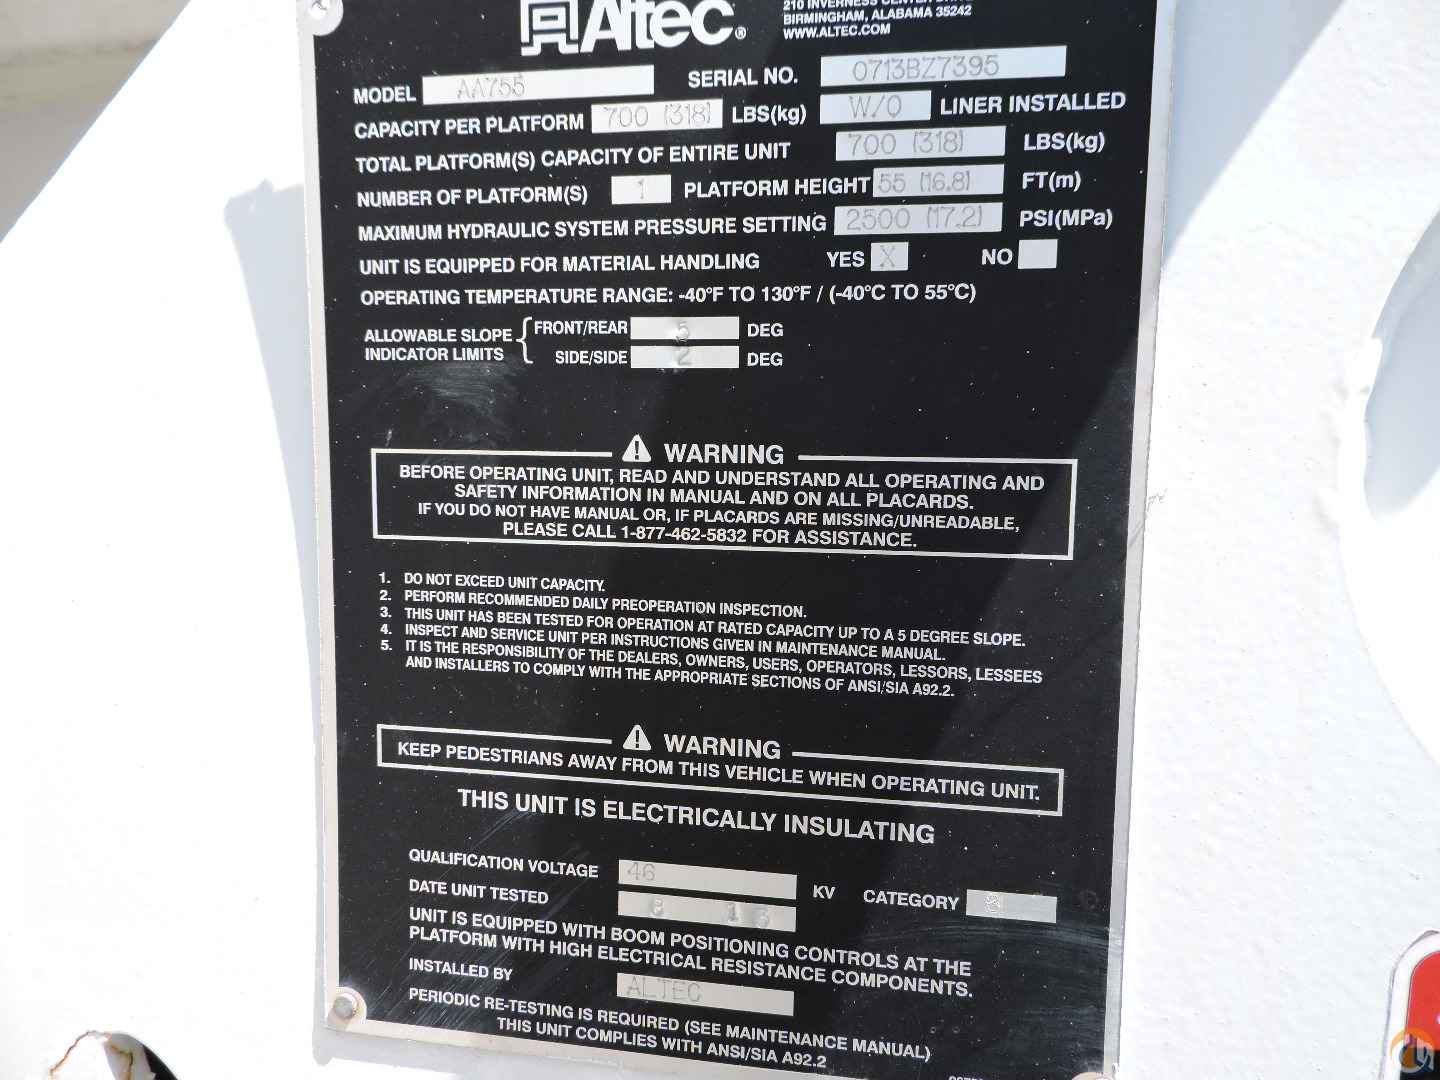 Altec®
210 INVERNESS CENTER
BIRMINGHAM, ALABAMA 35242
WWW.ALTEC.COM
MODEL AA755 SERIAL NO. 0713BZ7395
CAPACITY PER PLATFORM 700 (318) LBS(kg) W/O LINER INSTALLED
TOTAL PLATFORM(S) CAPACITY OF ENTIRE UNIT 700 (318) LBS(kg)
NUMBER OF PLATFORM(S) 1 PLATFORM HEIGHT 55 (16.8) FT(m)
MAXIMUM HYDRAULIC SYSTEM PRESSURE SETTING 2500 (17.2) PSI(MPa)
UNIT IS EQUIPPED FOR MATERIAL HANDLING YES X NO
OPERATING TEMPERATURE RANGE: -40°F TO 130°F / (-40°C TO 55°C)
ALLOWABLE SLOPE INDICATOR LIMITS
FRONT/REAR 5 DEG
SIDE/SIDE 2 DEG
WARNING
BEFORE OPERATING UNIT, READ AND UNDERSTAND ALL OPERATING AND
SAFETY INFORMATION IN MANUAL AND ON ALL PLACARDS.
IF YOU DO NOT HAVE MANUAL OR, IF PLACARDS ARE MISSING/UNREADABLE,
PLEASE CALL 1-877-462-5832 FOR ASSISTANCE.
1. DO NOT EXCEED UNIT CAPACITY.
2. PERFORM RECOMMENDED DAILY PREOPERATION INSPECTION.
3. THIS UNIT HAS BEEN TESTED FOR OPERATION AT RATED CAPACITY UP TO A 5 DEGREE SLOPE.
4. INSPECT AND SERVICE UNIT PER INSTRUCTIONS GIVEN IN MAINTENANCE MANUAL.
5. IT IS THE RESPONSIBILITY OF THE DEALERS, OWNERS, USERS, OPERATORS, LESSORS, LESSEES
AND INSTALLERS TO COMPLY WITH THE APPROPRIATE SECTIONS OF ANSI/SIA A92.2.
WARNING
KEEP PEDESTRIANS AWAY FROM THIS VEHICLE WHEN OPERATING UNIT.
THIS UNIT IS ELECTRICALLY INSULATING
QUALIFICATION VOLTAGE 46 KV CATEGORY
DATE UNIT TESTED 8 13
UNIT IS EQUIPPED WITH BOOM POSITIONING CONTROLS AT THE
PLATFORM WITH HIGH ELECTRICAL RESISTANCE COMPONENTS.
INSTALLED BY ALTEC
PERIODIC RE-TESTING IS REQUIRED (SEE MAINTENANCE MANUAL)
THIS UNIT COMPLIES WITH ANSI/SIA A92.2